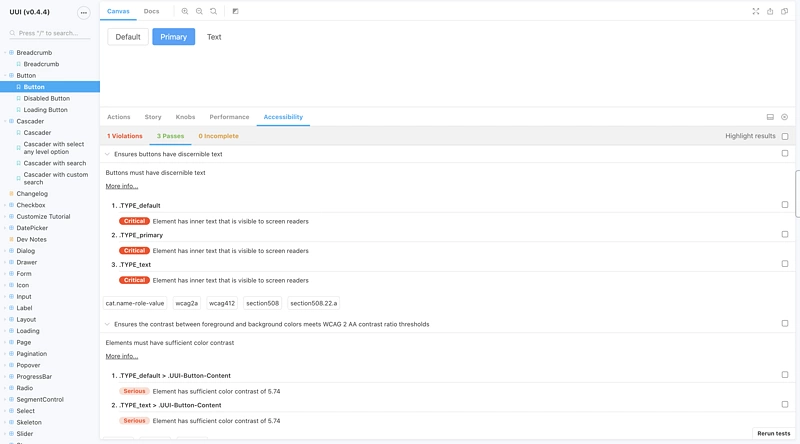 UUI (v0.4.4)
Press "/" to search...
Breadcrumb
Breadcrumb
Button
Button
Disabled Button
Loading Button
Cascader
Cascader
Cascader with select
any level option
Cascader with search
Cascader with custom
search
Changelog
Checkbox
Customize Tutorial
DatePicker
Dev Notes
Dialog
Drawer
Form
Icon
Input
Label
Layout
Loading
Page
Pagination
Popover
ProgressBar
Radio
SegmentControl
Select
Skeleton
Slider
Canvas Docs
Default Primary Text
Actions Story Knobs Performance Accessibility
1 Violations 3 Passes 0 Incomplete Highlight results
Ensures buttons have discernible text
Buttons must have discernible text
More info...
1. .TYPE_default
Critical Element has inner text that is visible to screen readers
2. .TYPE_primary
Critical Element has inner text that is visible to screen readers
3. .TYPE_text
Critical Element has inner text that is visible to screen readers
cat.name-role-value wcag2a wcag412 section508 section508.22.a
Ensures the contrast between foreground and background colors meets WCAG 2 AA contrast ratio thresholds
Elements must have sufficient color contrast
More info...
1. .TYPE_default > .UUI-Button-Content
Serious Element has sufficient color contrast of 5.74
2. .TYPE_text > .UUI-Button-Content
Serious Element has sufficient color contrast of 5.74
Rerun tests